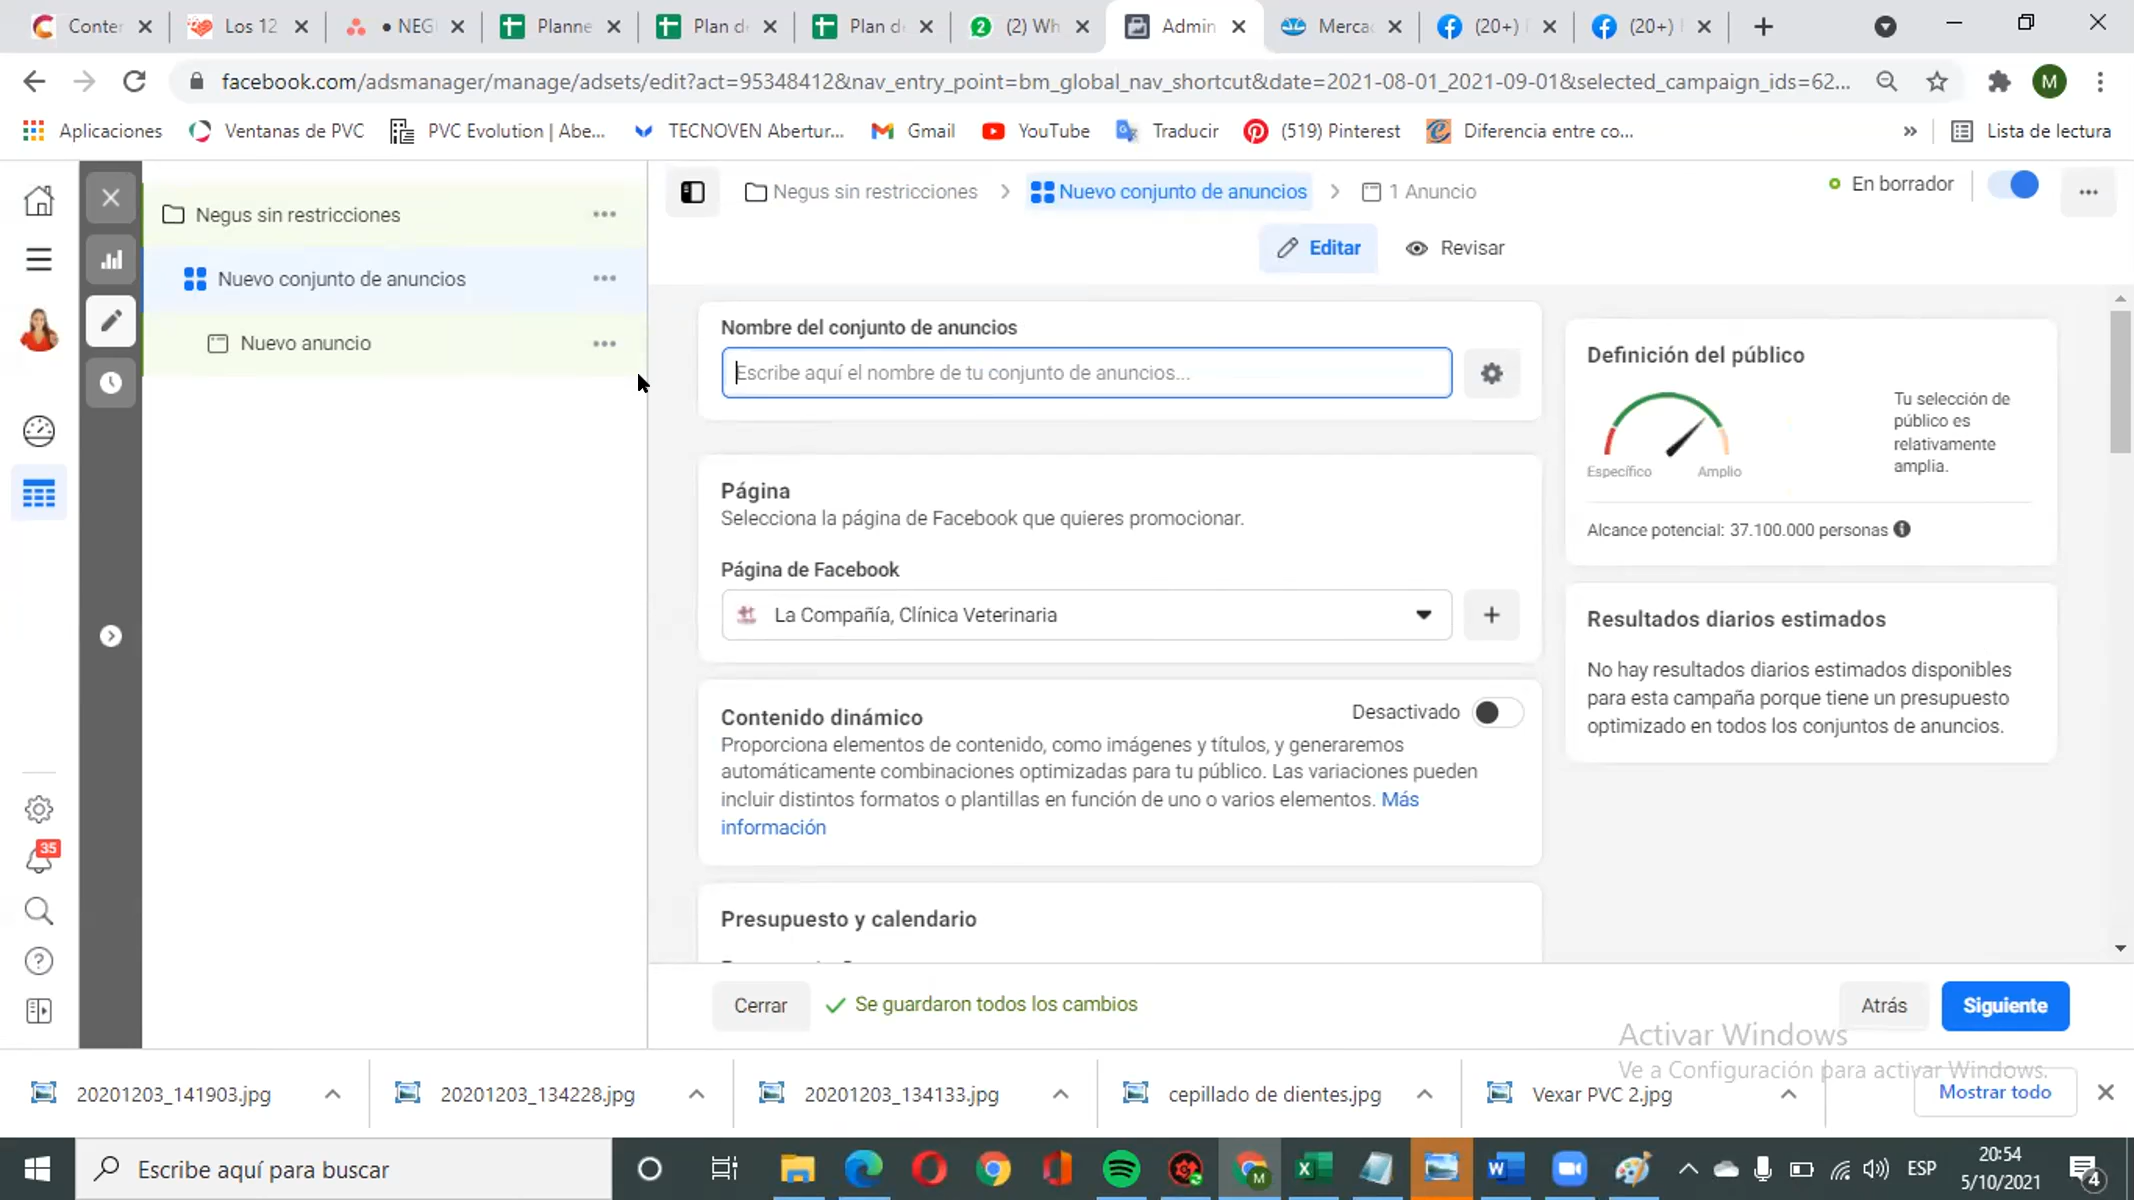 Conter
Los 12
• NEG
Planne
Plan d
Plan d
(2) Wh
Admin
Merca
(20+)
(20+)
facebook.com/adsmanager/manage/adsets/edit?act=95348412&nav_entry_point=bm_global_nav_shortcut&date=2021-08-01_2021-09-01&selected_campaign_ids=62...
M
Aplicaciones
Ventanas de PVC
PVC Evolution | Abe...
TECNOVEN Abertur...
Gmail
YouTube
Traducir
(519) Pinterest
Diferencia entre co...
»
Lista de lectura
Negus sin restricciones
Nuevo conjunto de anuncios
Nuevo anuncio
35
Negus sin restricciones
Nuevo conjunto de anuncios
1 Anuncio
En borrador
Editar
Revisar
Nombre del conjunto de anuncios
Escribe aquí el nombre de tu conjunto de anuncios...
Página
Selecciona la página de Facebook que quieres promocionar.
Página de Facebook
La Compañía, Clínica Veterinaria
Contenido dinámico
Desactivado
Proporciona elementos de contenido, como imágenes y títulos, y generaremos
automáticamente combinaciones optimizadas para tu público. Las variaciones pueden
incluir distintos formatos o plantillas en función de uno o varios elementos. Más
información
Presupuesto y calendario
Definición del público
Tu selección de
público es
relativamente
amplia.
Específico
Amplio
Alcance potencial: 37.100.000 personas
Resultados diarios estimados
No hay resultados diarios estimados disponibles
para esta campaña porque tiene un presupuesto
optimizado en todos los conjuntos de anuncios.
Cerrar
Se guardaron todos los cambios
Atrás
Siguiente
Activar Windows
Ve a Configuración para activar Windows.
20201203_141903.jpg
20201203_134228.jpg
20201203_134133.jpg
cepillado de dientes.jpg
Vexar PVC 2.jpg
Mostrar todo
Escribe aquí para buscar
M
ESP
20:54
5/10/2021
4